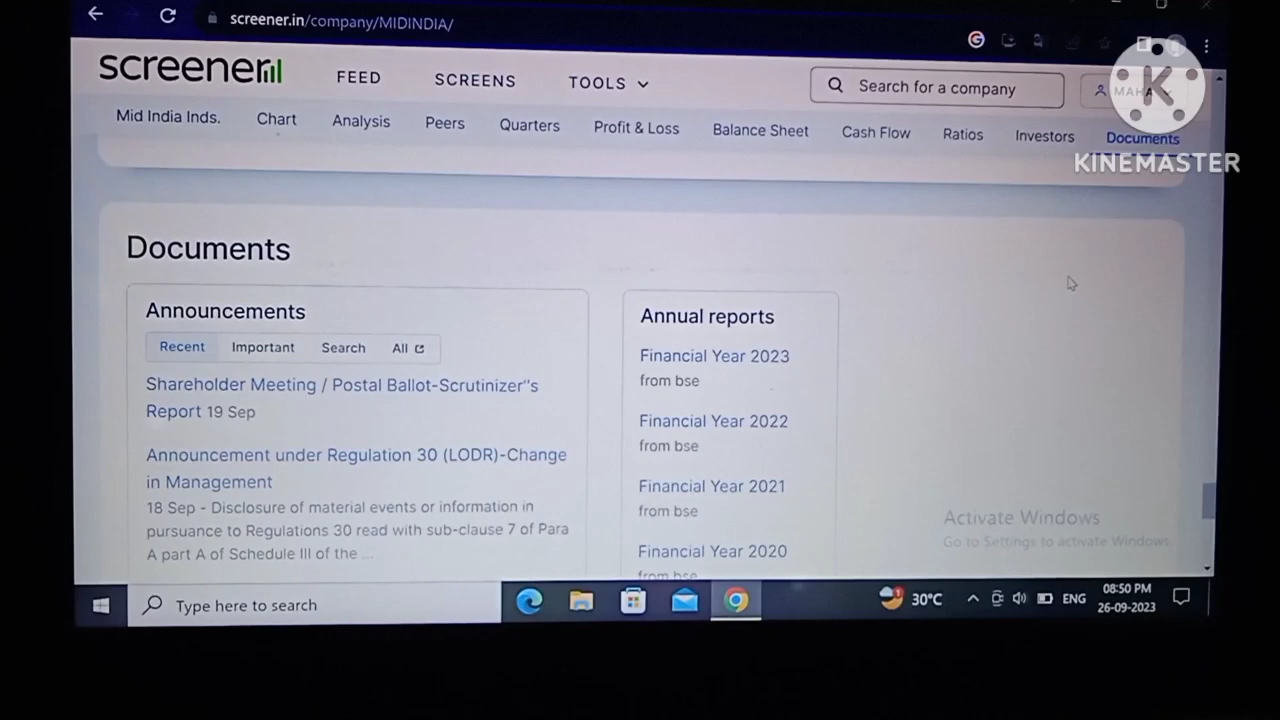 screener.in/company/MIDINDIA/
screener
FEED
SCREENS
TOOLS
Search for a company
K
KINEMASTER
Mid India Inds.
Chart
Analysis
Peers
Quarters
Profit & Loss
Balance Sheet
Cash Flow
Ratios
Investors
Documents
Documents
Announcements
Recent
Important
Search
All
Shareholder Meeting / Postal Ballot-Scrutinizer"s
Report 19 Sep
Announcement under Regulation 30 (LODR)-Change
in Management
18 Sep - Disclosure of material events or information in
pursuance to Regulations 30 read with sub-clause 7 of Para
A part A of Schedule III of the ...
Annual reports
Financial Year 2023
from bse
Financial Year 2022
from bse
Financial Year 2021
from bse
Financial Year 2020
from bse
Activate Windows
Go to Settings to activate Windows.
Type here to search
1
30°C
ENG
08:50 PM
26-09-2023